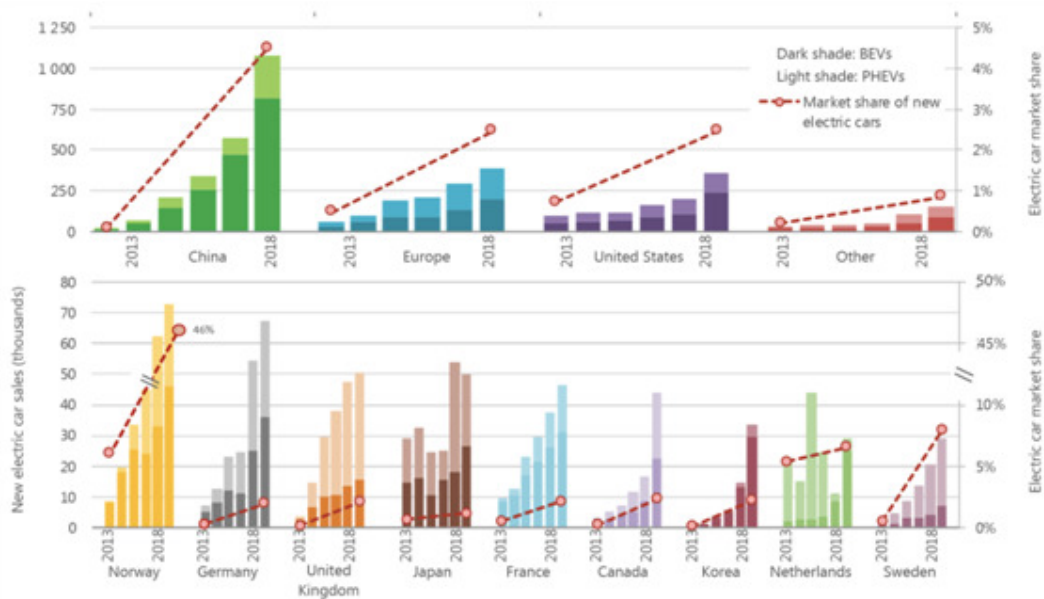 1 250
1 000
750
500
250
0
5%
4%
3%
2%
1%
0%
Electric car market share
Dark shade: BEVs
Light shade: PHEVs
Market share of new
electric cars
2013 2018
China
2013 2018
Europe
2013 2018
United States
2013 2018
Other
New electric car sales (thousands)
80
70
60
50
40
30
20
10
0
46%
50%
45%
10%
5%
0%
Electric car market share
2013 2018
Norway
2013 2018
Germany
2013 2018
United
Kingdom
2013 2018
Japan
2013 2018
France
2013 2018
Canada
2013 2018
Korea
2013 2018
Netherlands
2013 2018
Sweden